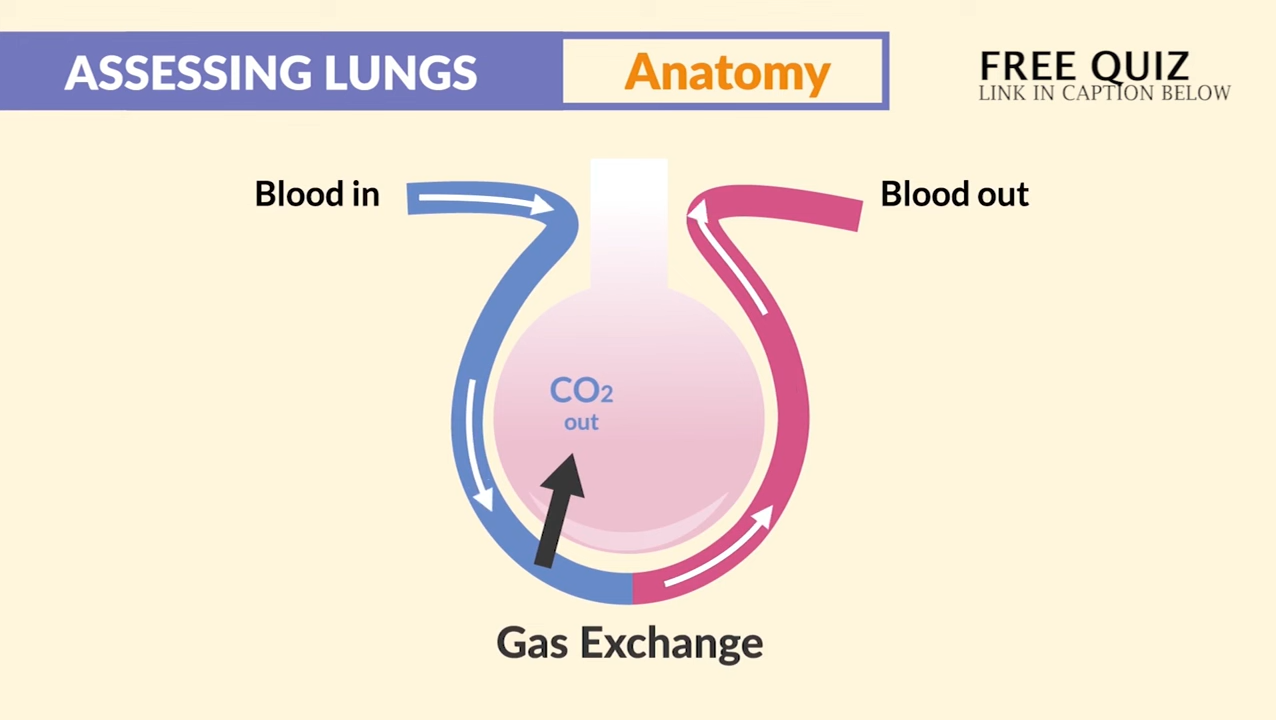 ASSESSING LUNGS
Anatomy
FREE QUIZ
LINK IN CAPTION BELOW
Blood in
Blood out
CO₂
out
Gas Exchange